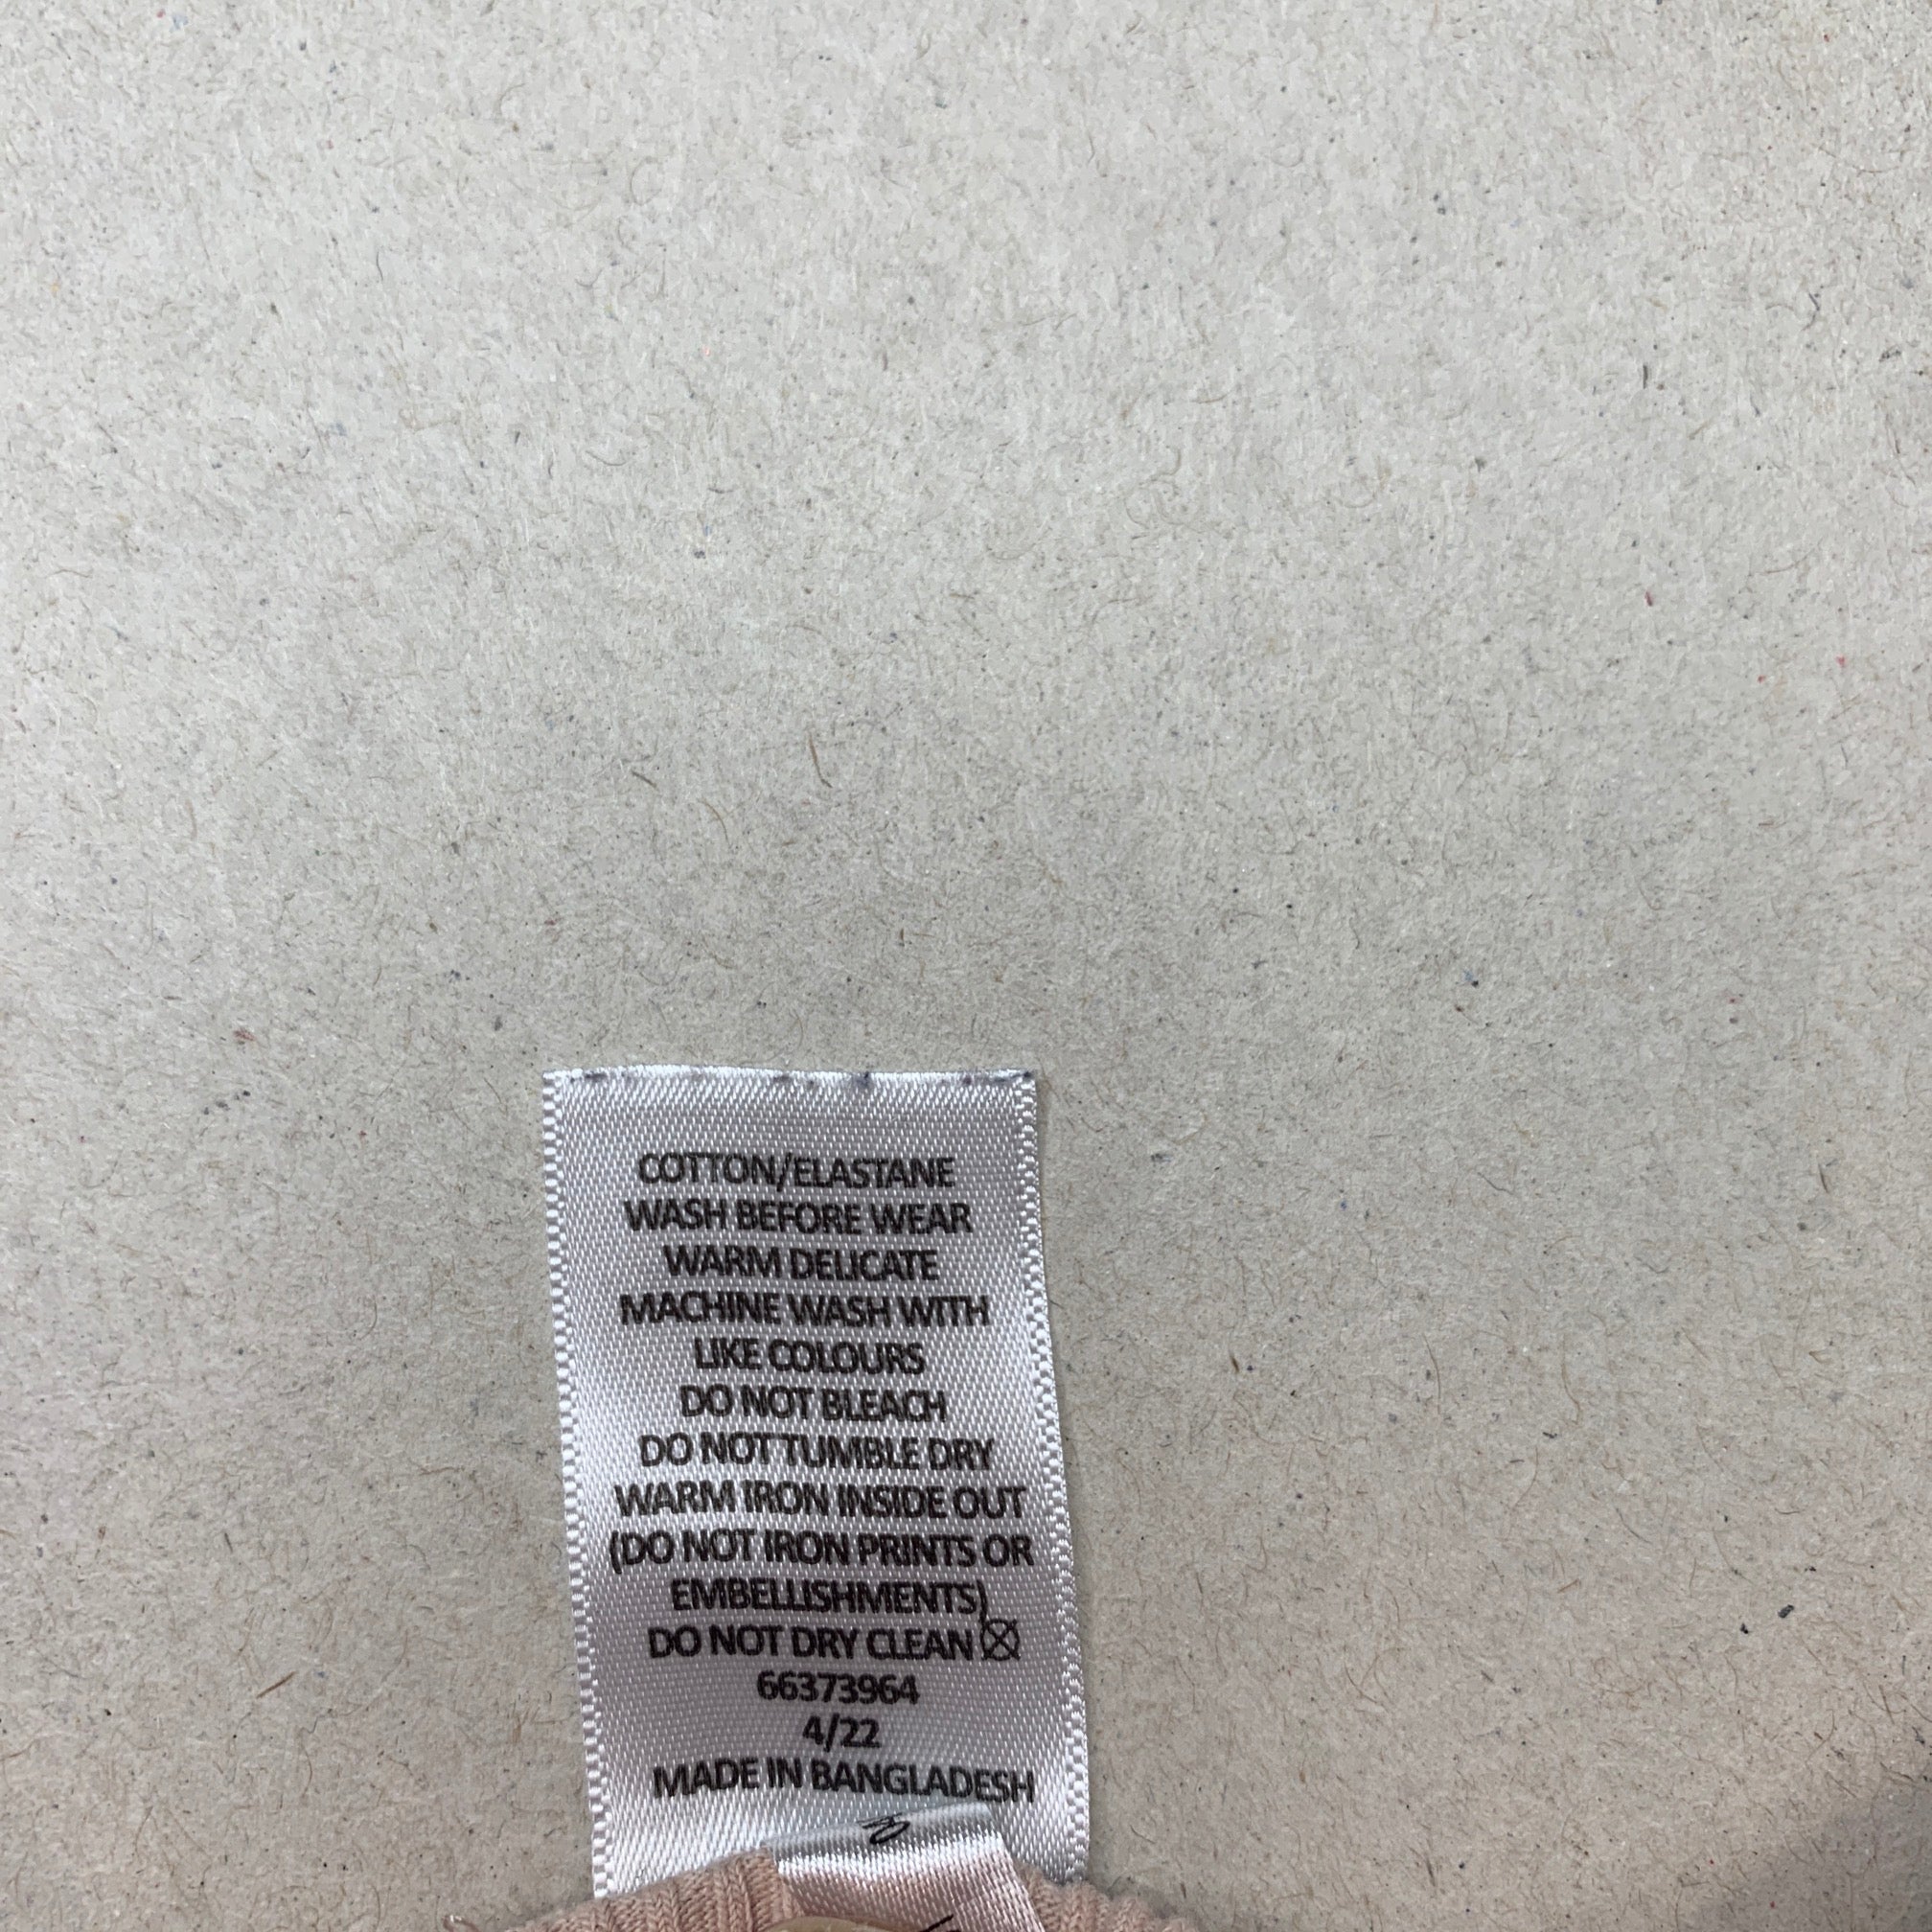 COTTON/ELASTANE
WASH BEFORE WEAR
WARM DELICATE
MACHINE WASH WITH
LIKE COLOURS
DO NOT BLEACH
DO NOT TUMBLE DRY
WARM IRON INSIDE OUT
(DO NOT IRON PRINTS OR
EMBELLISHMENTS)
DO NOT DRY CLEAN
66373964
4/22
MADE IN BANGLADESH